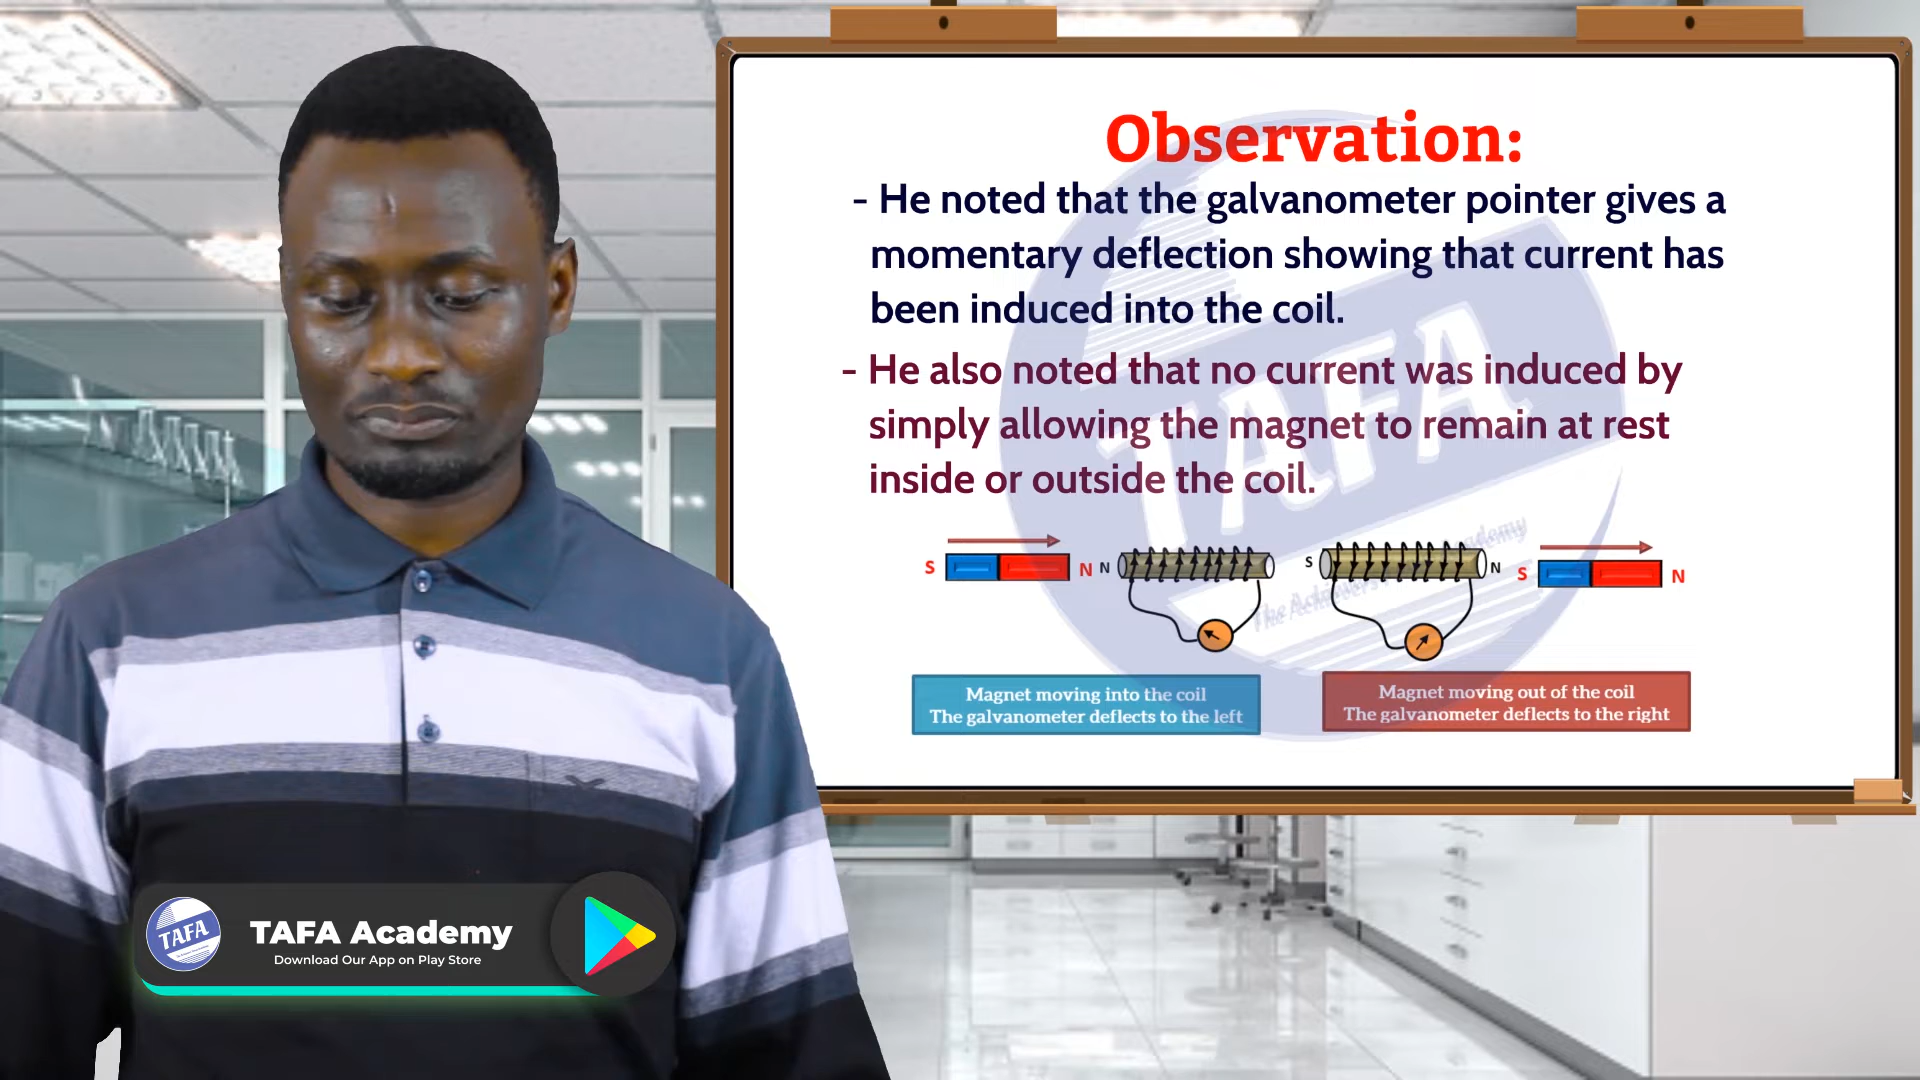 Observation:
- He noted that the galvanometer pointer gives a
momentary deflection showing that current has
been induced into the coil.
- He also noted that no current was induced by
simply allowing the magnet to remain at rest
inside or outside the coil.
S N N S N S N
Magnet moving into the coil
The galvanometer deflects to the left
Magnet moving out of the coil
The galvanometer deflects to the right
TAFA
TAFA
TAFA Academy
Download Our App on Play Store